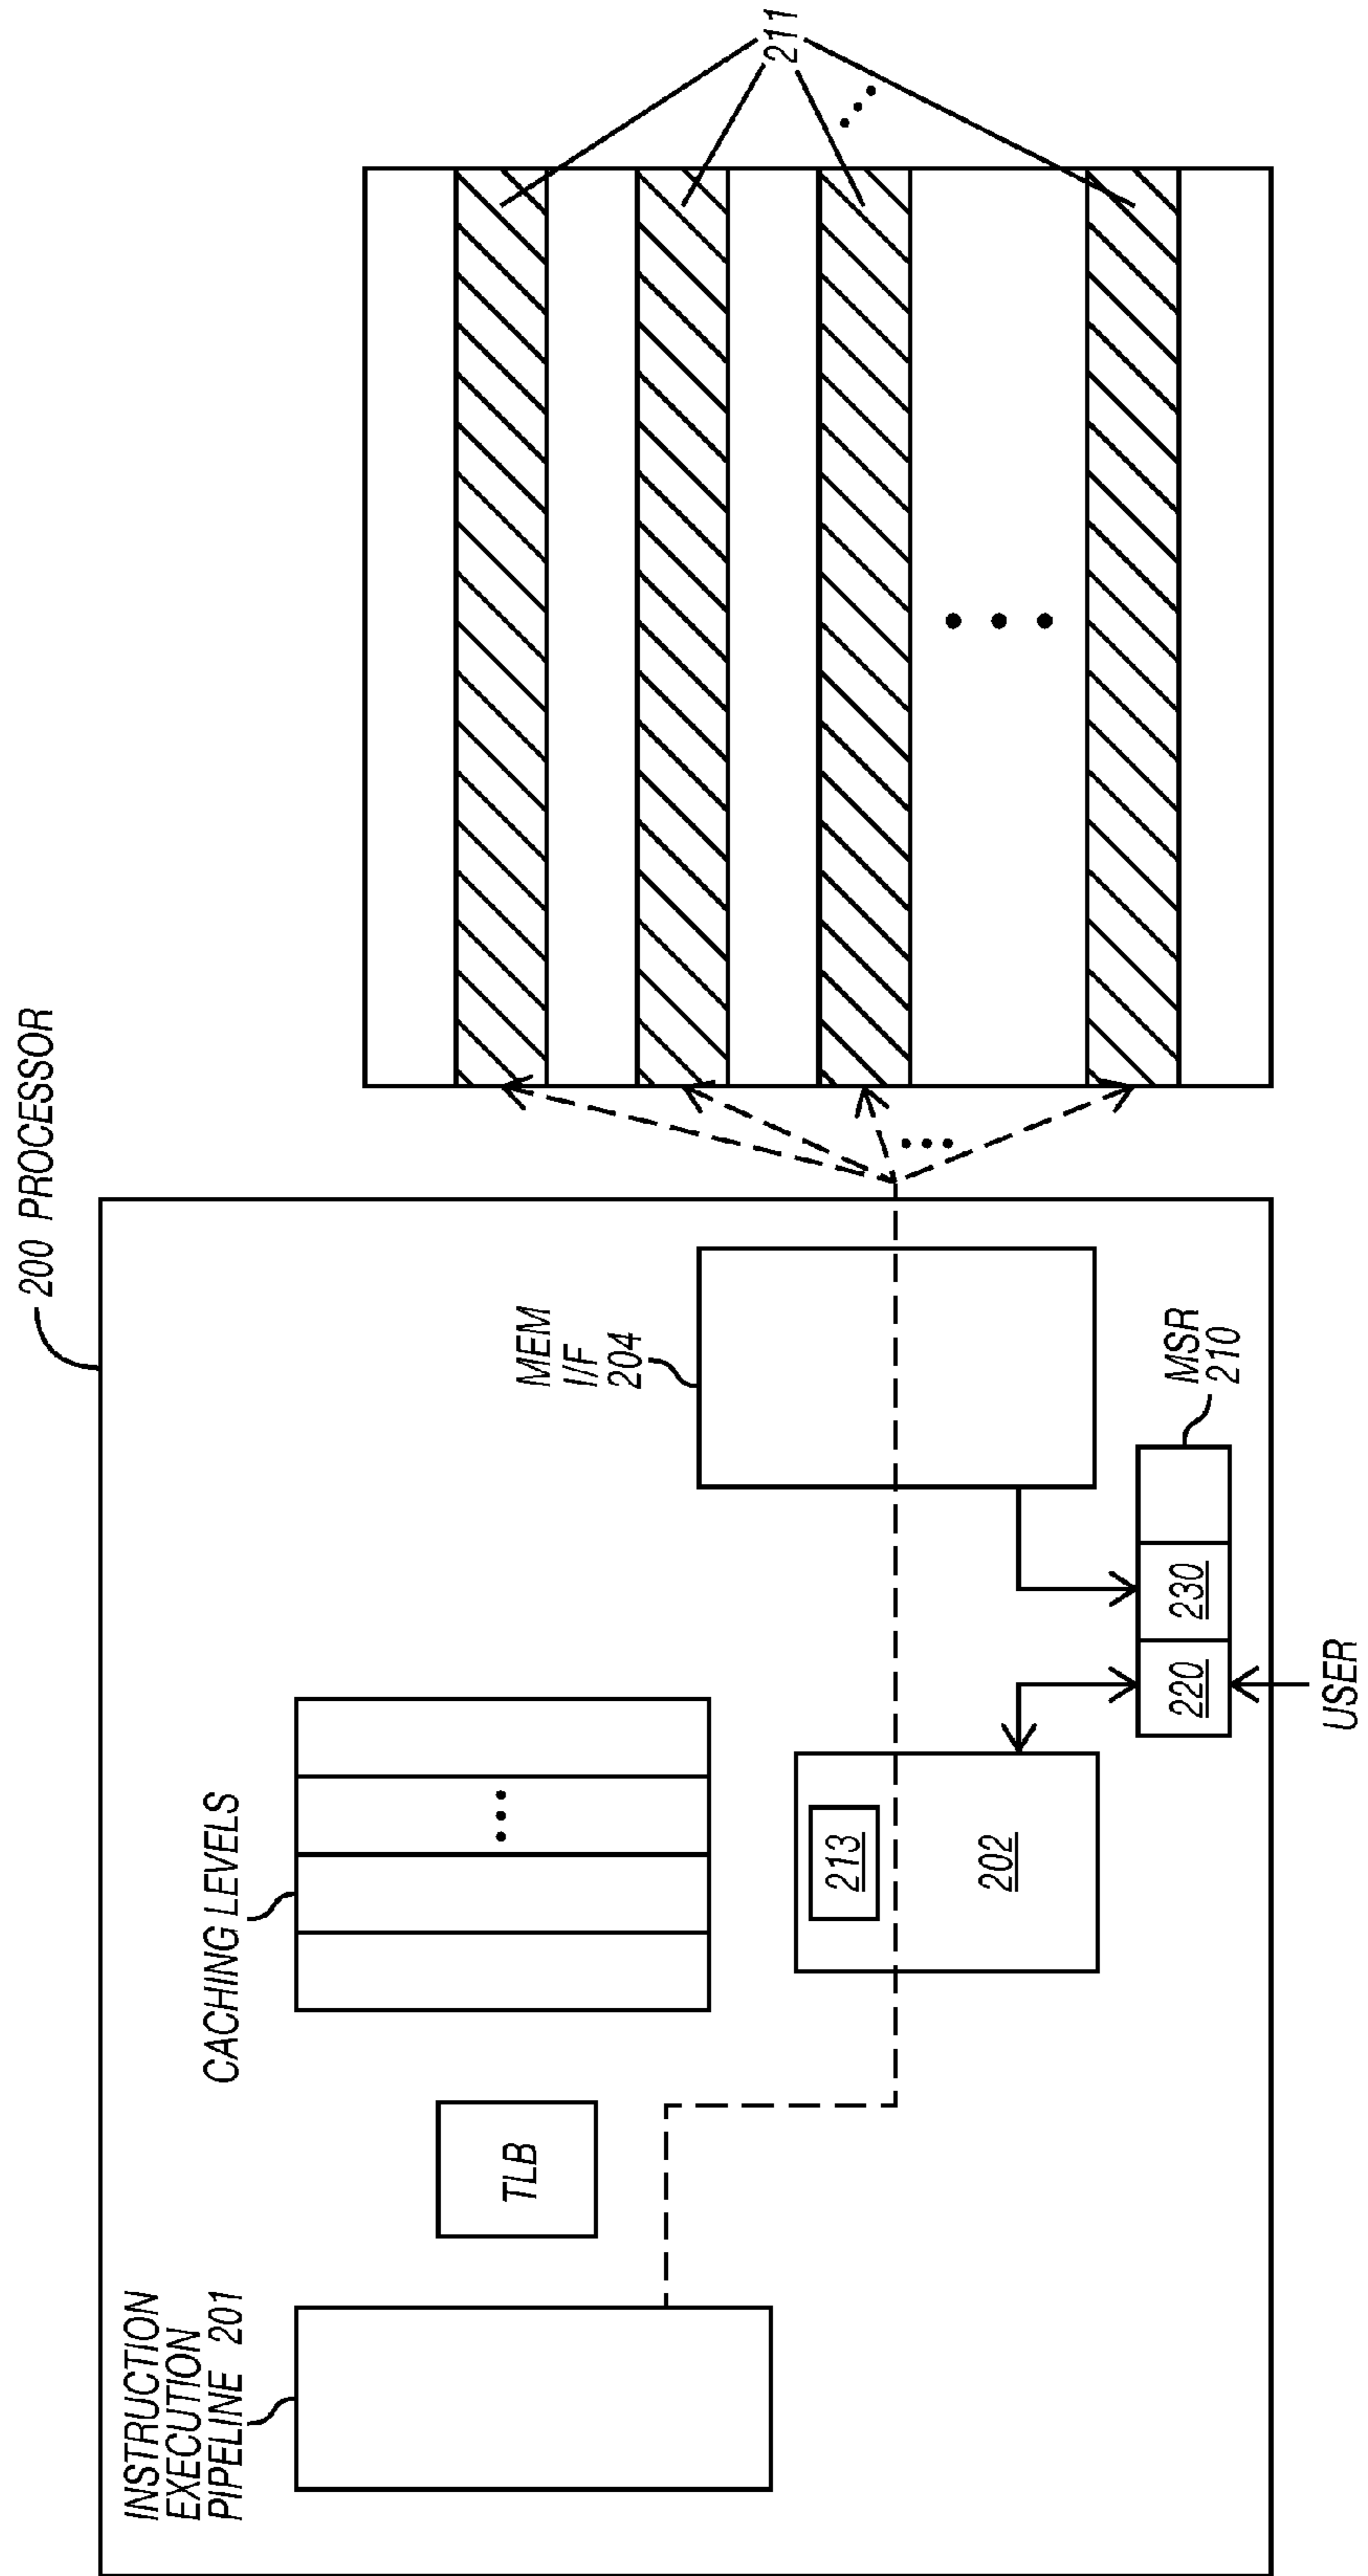 200 PROCESSOR
INSTRUCTION
EXECUTION
PIPELINE 201
TLB
CACHING LEVELS
213
202
MEM
I/F
204
MSR
210
220
230
USER
211